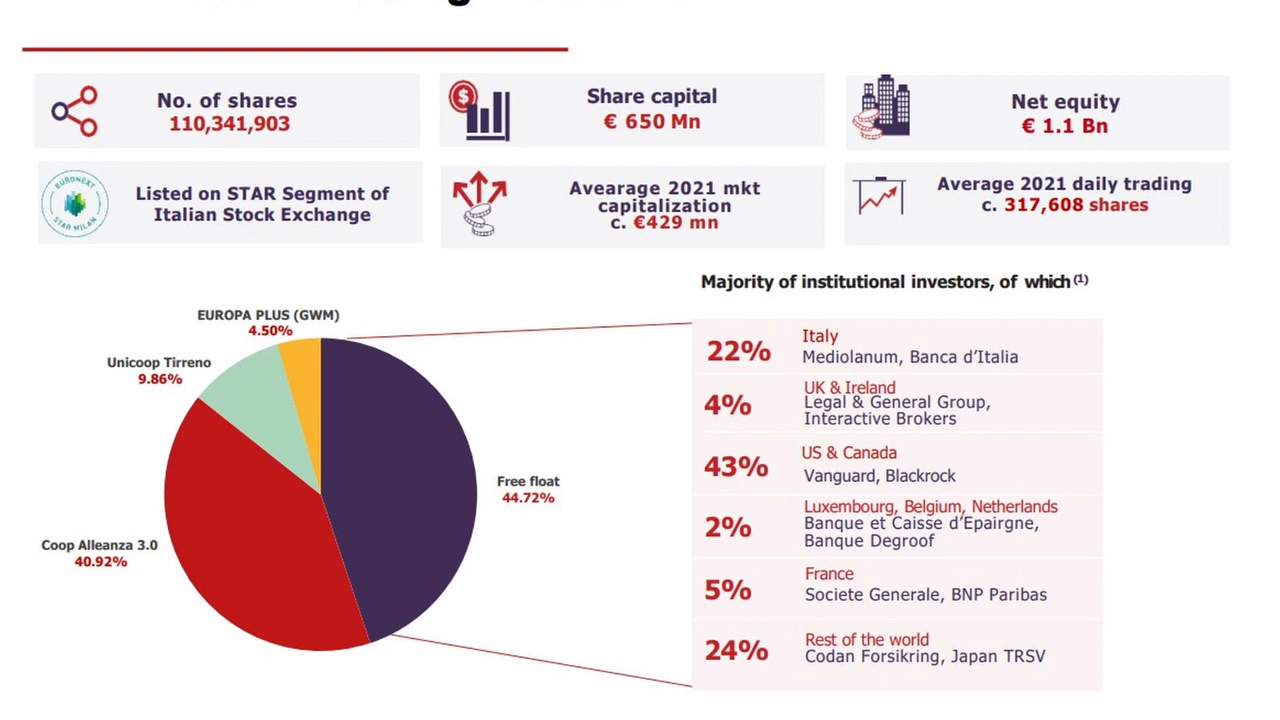 No. of shares
110,341,903
Share capital
€ 650 Mn
Net equity
€ 1.1 Bn
EURONEXT
STAR MILAN
Listed on STAR Segment of
Italian Stock Exchange
Avearage 2021 mkt
capitalization
c. €429 mn
Average 2021 daily trading
c. 317,608 shares
Majority of institutional investors, of which (1)
EUROPA PLUS (GWM)
4.50%
Unicoop Tirreno
9.86%
Free float
44.72%
Coop Alleanza 3.0
40.92%
22%
Italy
Mediolanum, Banca d’Italia
4%
UK & Ireland
Legal & General Group,
Interactive Brokers
43%
US & Canada
Vanguard, Blackrock
2%
Luxembourg, Belgium, Netherlands
Banque et Caisse d’Epairgne,
Banque Degroof
5%
France
Societe Generale, BNP Paribas
24%
Rest of the world
Codan Forsikring, Japan TRSV